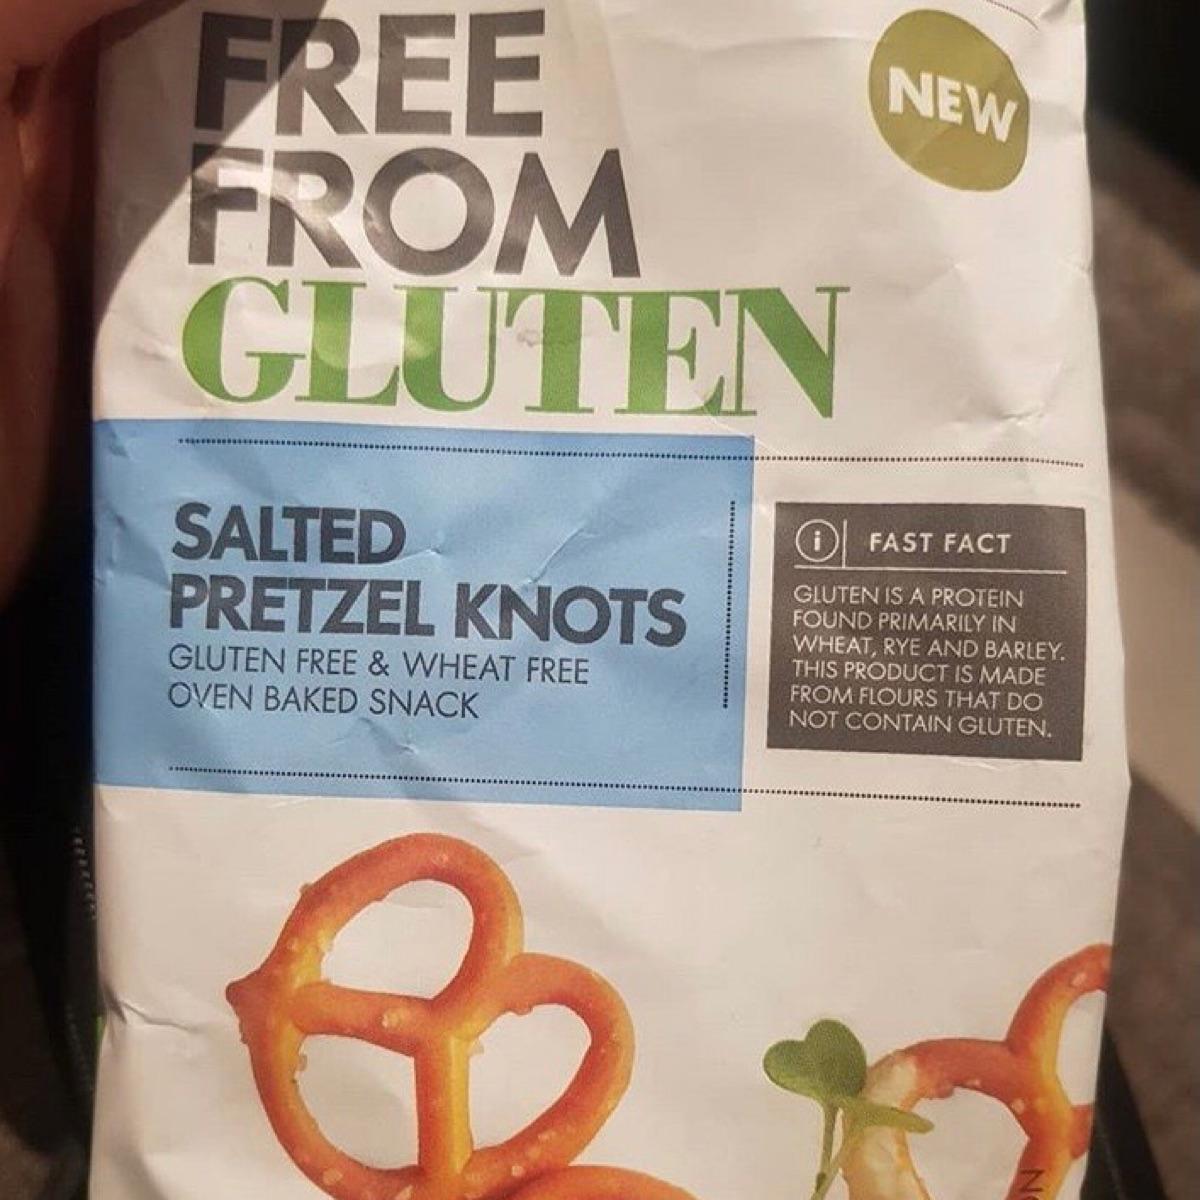 FREE
FROM
GLUTEN
NEW
SALTED
PRETZEL KNOTS
GLUTEN FREE & WHEAT FREE
OVEN BAKED SNACK
i FAST FACT
GLUTEN IS A PROTEIN
FOUND PRIMARILY IN
WHEAT, RYE AND BARLEY.
THIS PRODUCT IS MADE
FROM FLOURS THAT DO
NOT CONTAIN GLUTEN.